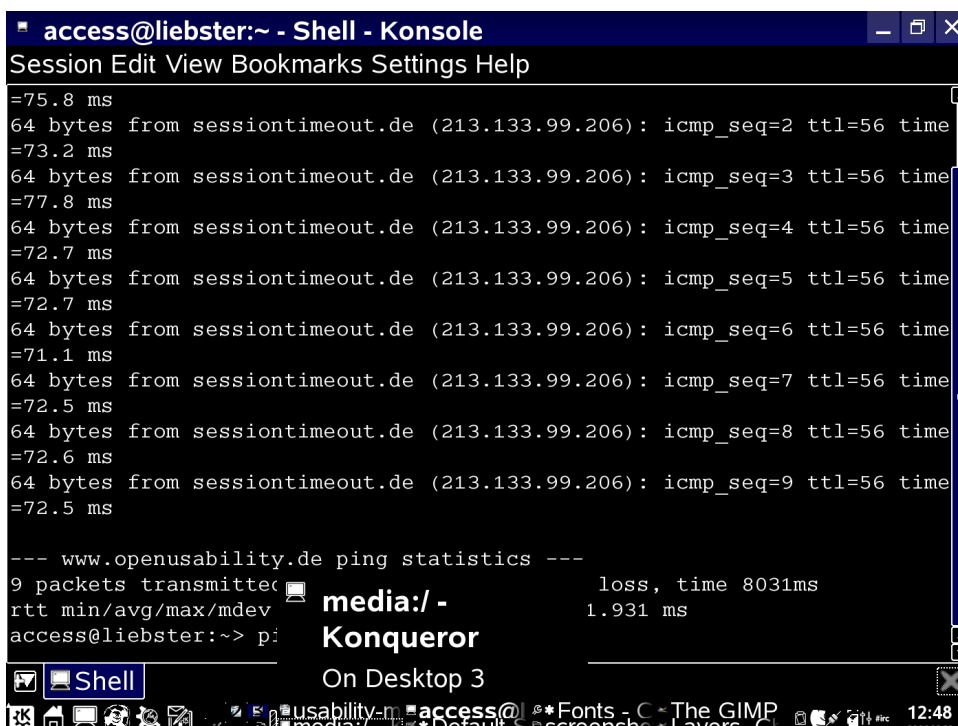 access@liebster:~ - Shell - Konsole
Session Edit View Bookmarks Settings Help
=75.8 ms
64 bytes from sessiontimeout.de (213.133.99.206): icmp_seq=2 ttl=56 time
=73.2 ms
64 bytes from sessiontimeout.de (213.133.99.206): icmp_seq=3 ttl=56 time
=77.8 ms
64 bytes from sessiontimeout.de (213.133.99.206): icmp_seq=4 ttl=56 time
=72.7 ms
64 bytes from sessiontimeout.de (213.133.99.206): icmp_seq=5 ttl=56 time
=72.7 ms
64 bytes from sessiontimeout.de (213.133.99.206): icmp_seq=6 ttl=56 time
=71.1 ms
64 bytes from sessiontimeout.de (213.133.99.206): icmp_seq=7 ttl=56 time
=72.5 ms
64 bytes from sessiontimeout.de (213.133.99.206): icmp_seq=8 ttl=56 time
=72.6 ms
64 bytes from sessiontimeout.de (213.133.99.206): icmp_seq=9 ttl=56 time
=72.5 ms
--- www.openusability.de ping statistics ---
9 packets transmitted loss, time 8031ms
rtt min/avg/max/mdev 1.931 ms
access@liebster:~> pi
media:/ -
Konqueror
On Desktop 3
Shell
usability-m access@l Fonts - C The GIMP
media:/ Default S screensho Layers, Ch
12:48